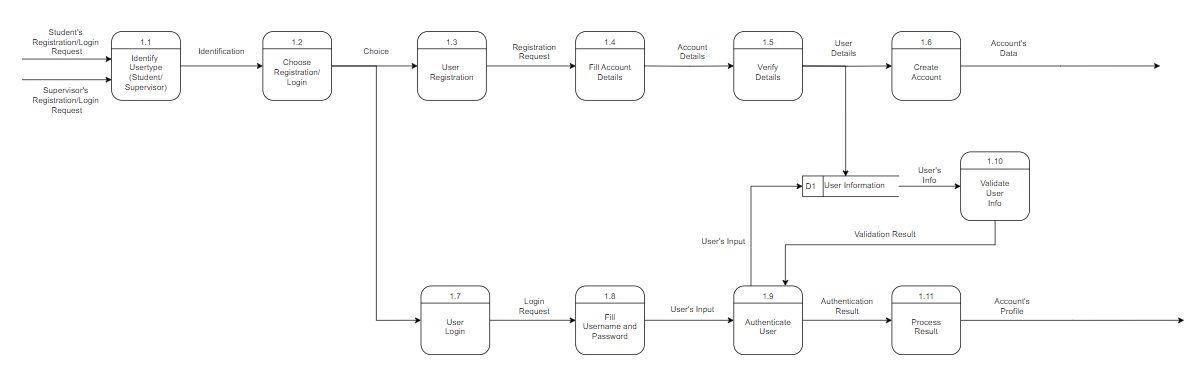 Student's
Registration/Login
Request
Supervisor's
Registration/Login
Request
1.1
Identify
Usertype
(Student/
Supervisor)
Identification
1.2
Choose
Registration/
Login
Choice
1.3
User
Registration
Registration
Request
1.4
Fill Account
Details
Account
Details
1.5
Verify
Details
User
Details
1.6
Create
Account
Account's
Data
D1
User Information
User's
Info
1.10
Validate
User
Info
Validation Result
User's Input
1.7
User
Login
Login
Request
1.8
Fill
Username and
Password
User's Input
1.9
Authenticate
User
Authentication
Result
1.11
Process
Result
Account's
Profile